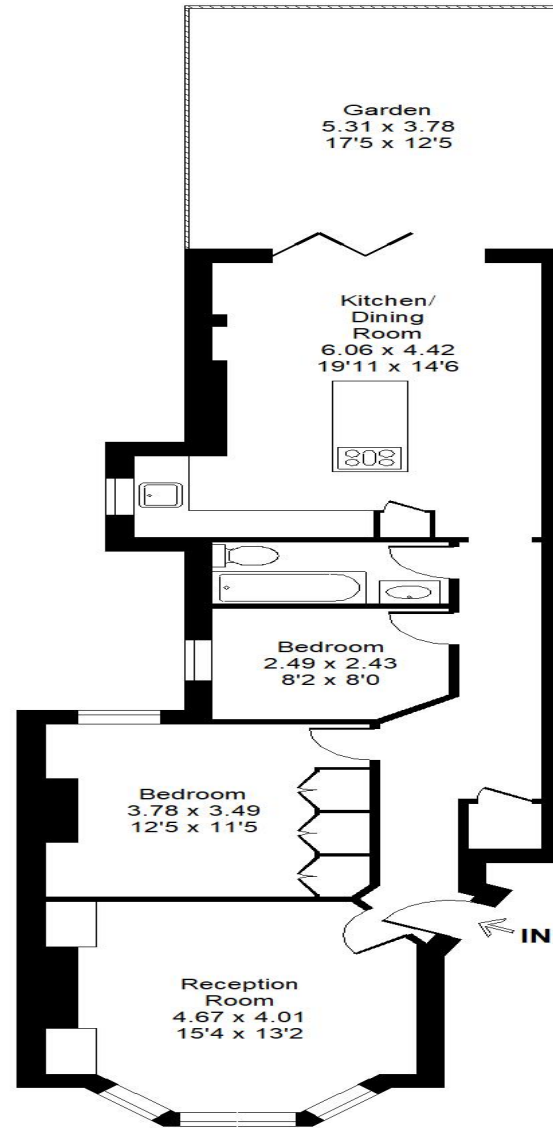 Garden
5.31 x 3.78
17'5 x 12'5
Kitchen/
Dining
Room
6.06 x 4.42
19'11 x 14'6
Bedroom
2.49 x 2.43
8'2 x 8'0
Bedroom
3.78 x 3.49
12'5 x 11'5
IN
Reception
Room
4.67 x 4.01
15'4 x 13'2